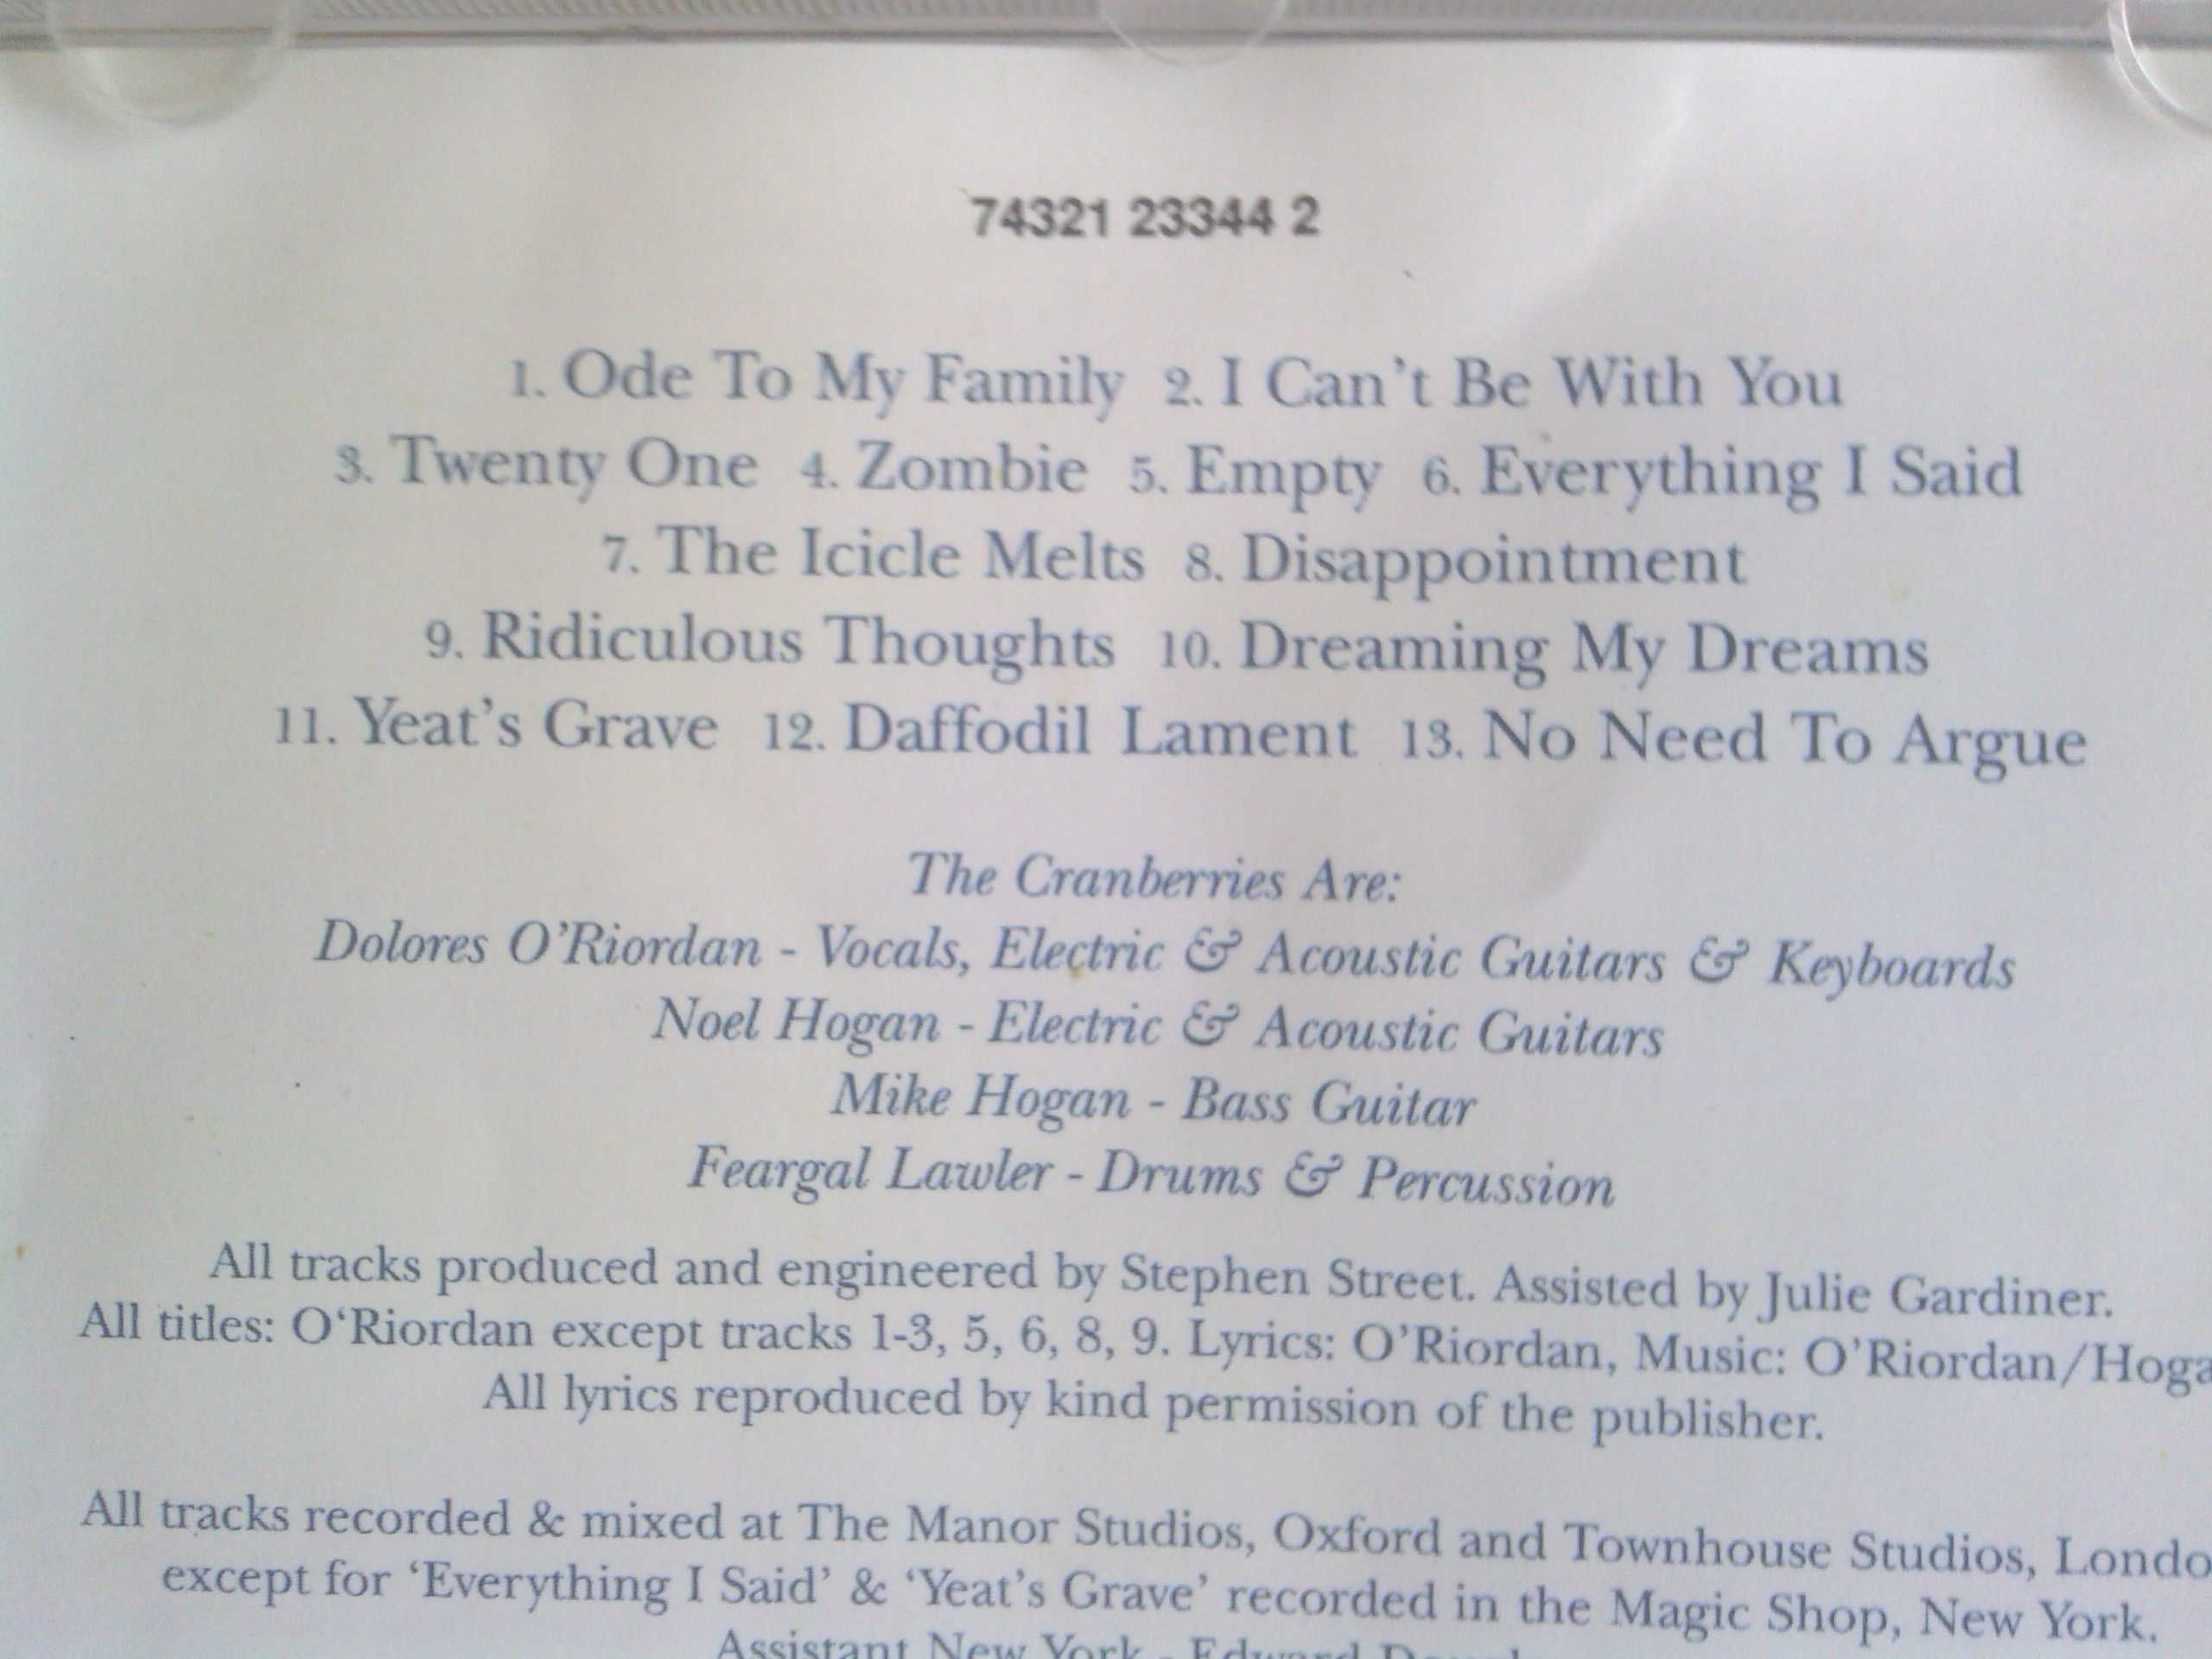 74321 23344 2
1. Ode To My Family 2. I Can't Be With You
3. Twenty One 4. Zombie 5. Empty 6. Everything I Said
7. The Icicle Melts 8. Disappointment
9. Ridiculous Thoughts 10. Dreaming My Dreams
11. Yeat's Grave 12. Daffodil Lament 13. No Need To Argue
The Cranberries Are:
Dolores O'Riordan - Vocals, Electric & Acoustic Guitars & Keyboards
Noel Hogan - Electric & Acoustic Guitars
Mike Hogan - Bass Guitar
Feargal Lawler - Drums & Percussion
All tracks produced and engineered by Stephen Street. Assisted by Julie Gardiner.
All titles: O‘Riordan except tracks 1-3, 5, 6, 8, 9. Lyrics: O'Riordan, Music: O'Riordan/Hoga
All lyrics reproduced by kind permission of the publisher.
All tracks recorded & mixed at The Manor Studios, Oxford and Townhouse Studios, Londo
except for ‘Everything I Said’ & ‘Yeat's Grave’ recorded in the Magic Shop, New York.
Assistant New York - Edward